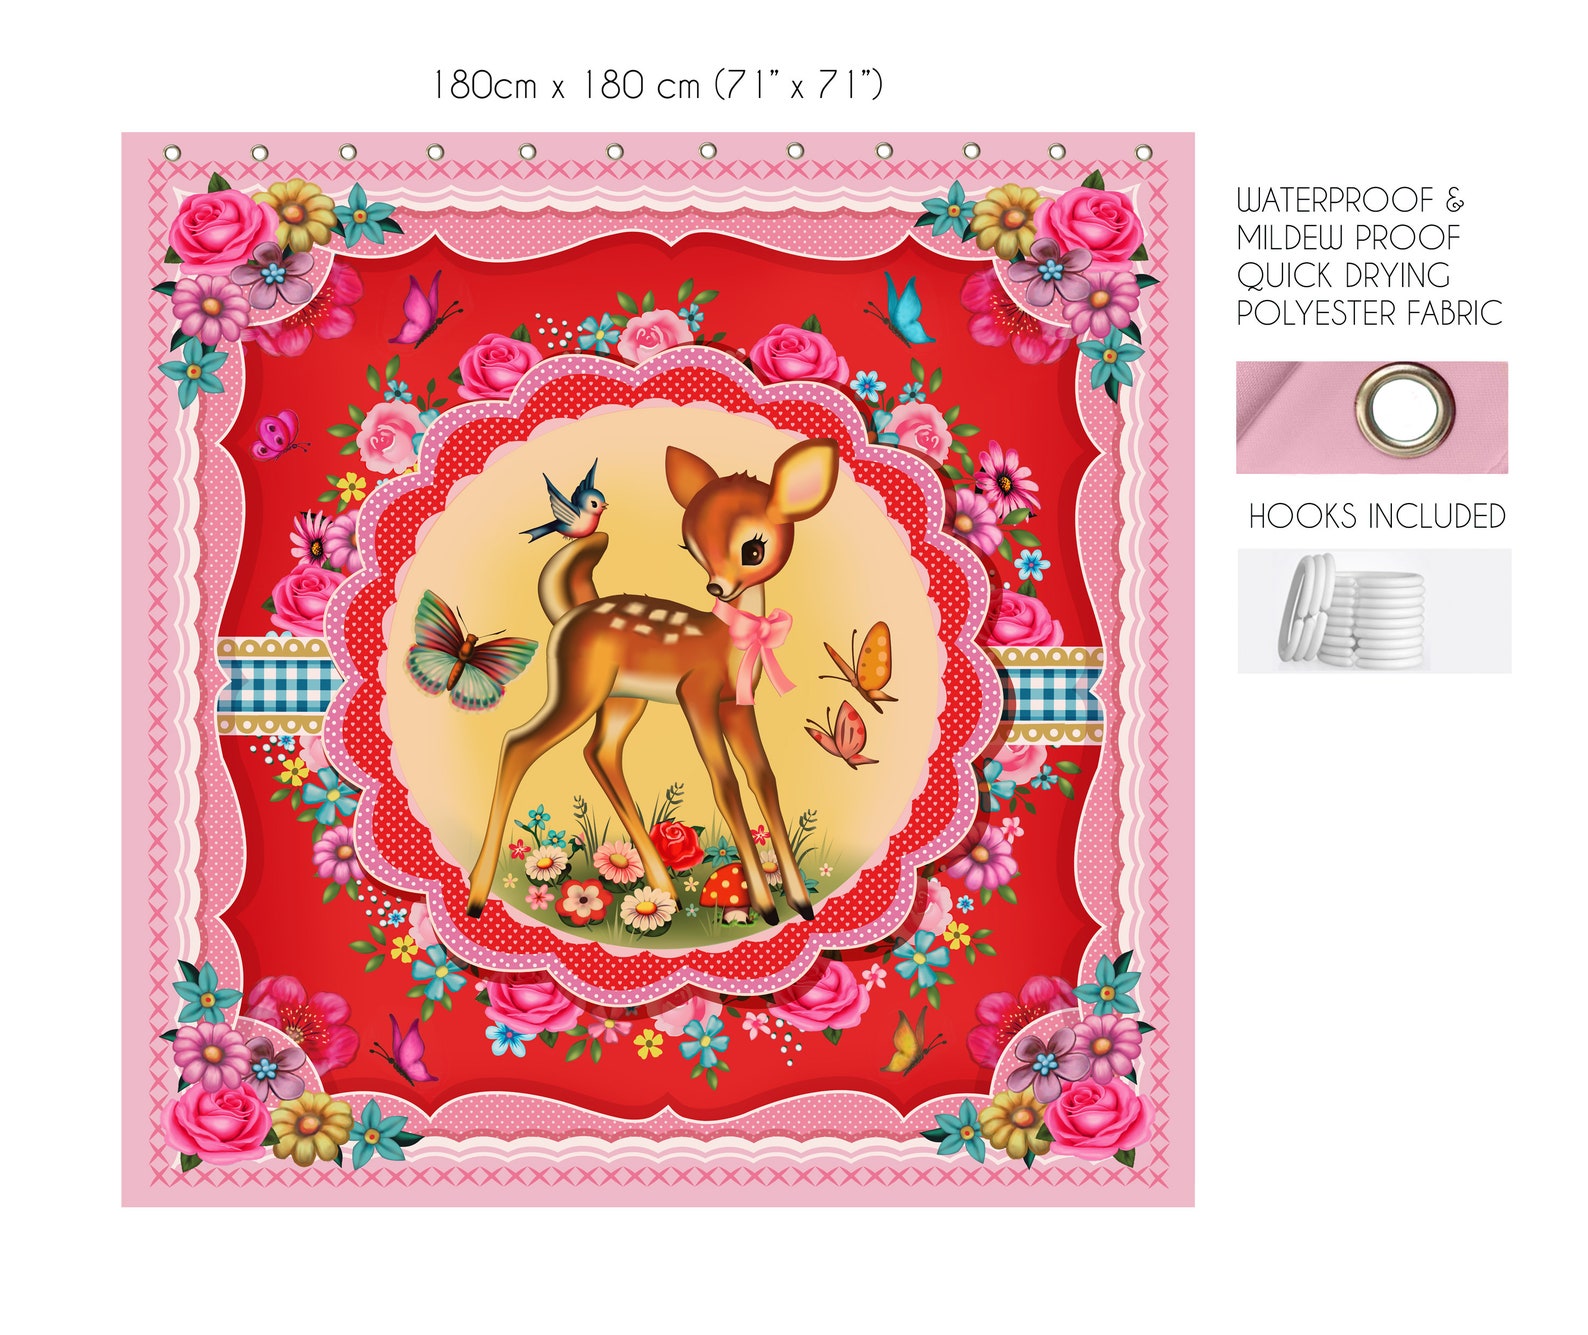 180cm x 180 cm (71” x 71”)
WATERPROOF &
MILDEW PROOF
QUICK DRYING
POLYESTER FABRIC
HOOKS INCLUDED